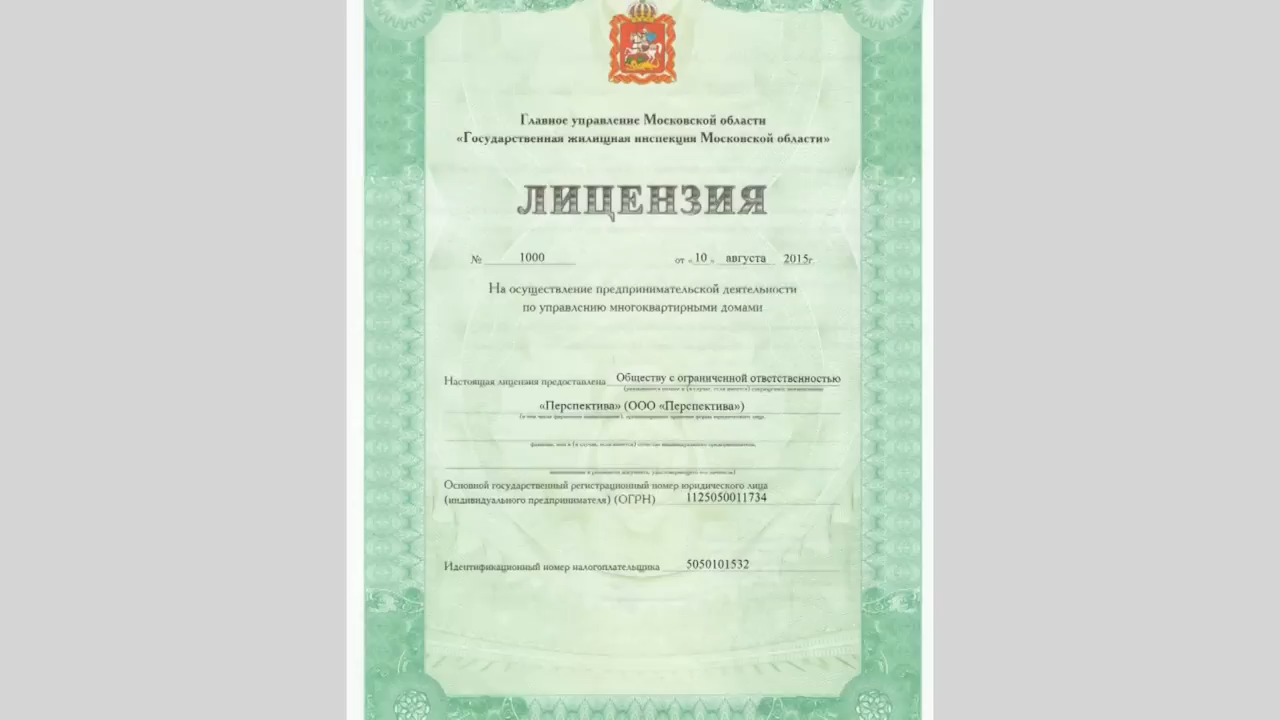 Главное управление Московской области
«Государственная жилищная инспекция Московской области»
ЛИЦЕНЗИЯ
№ 1000 от «10» августа 2015г.
На осуществление предпринимательской деятельности
по управлению многоквартирными домами
Настоящая лицензия предоставлена Обществу с ограниченной ответственностью
«Перспектива» (ООО «Перспектива»)
Основной государственный регистрационный номер юридического лица
(индивидуального предпринимателя) (ОГРН) 1125050011734
Идентификационный номер налогоплательщика 5050101532